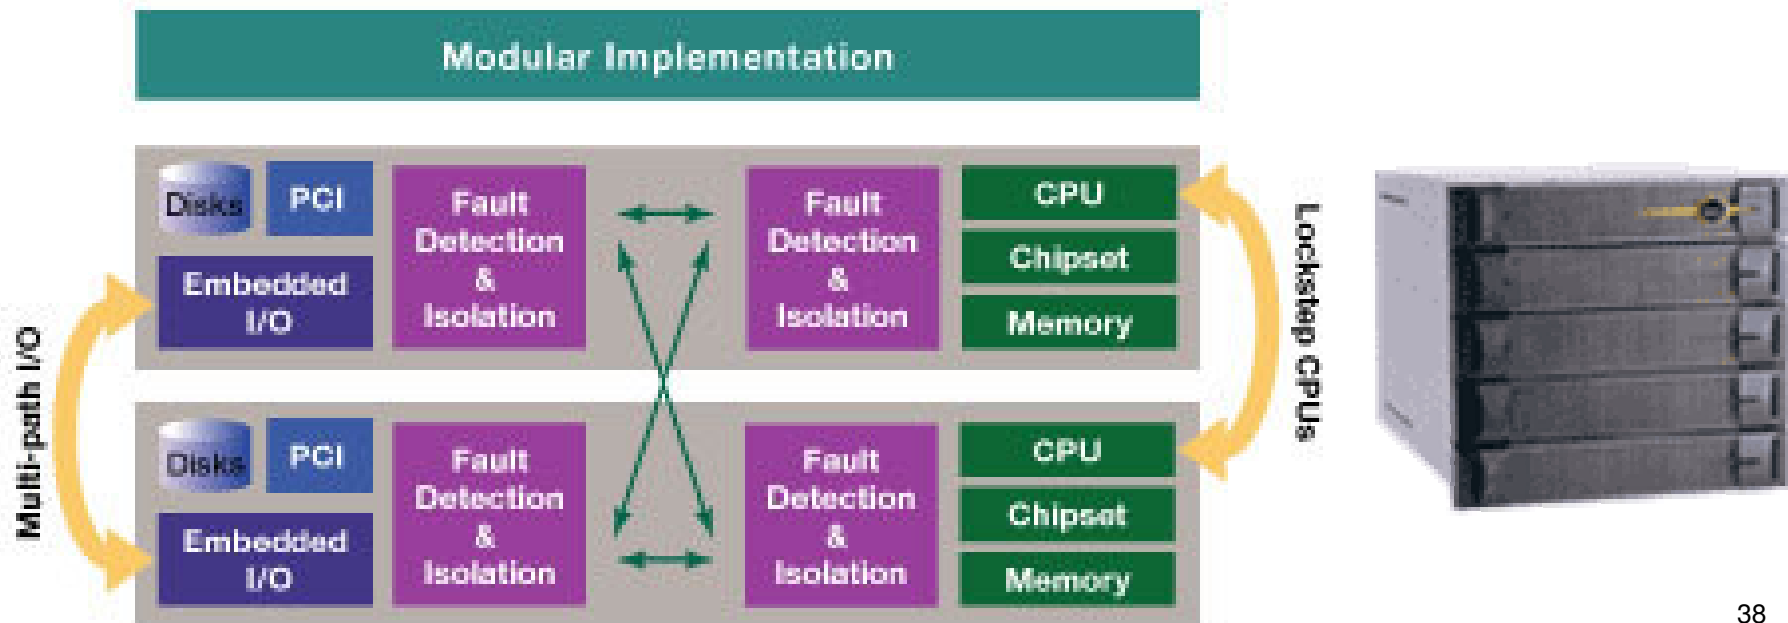 Modular Implementation
Disks
PCI
Embedded
I/O
Fault
Detection
&
Isolation
Fault
Detection
&
Isolation
CPU
Chipset
Memory
Multi-path I/O
Lockstep CPUs
Disks
PCI
Embedded
I/O
Fault
Detection
&
Isolation
Fault
Detection
&
Isolation
CPU
Chipset
Memory
38